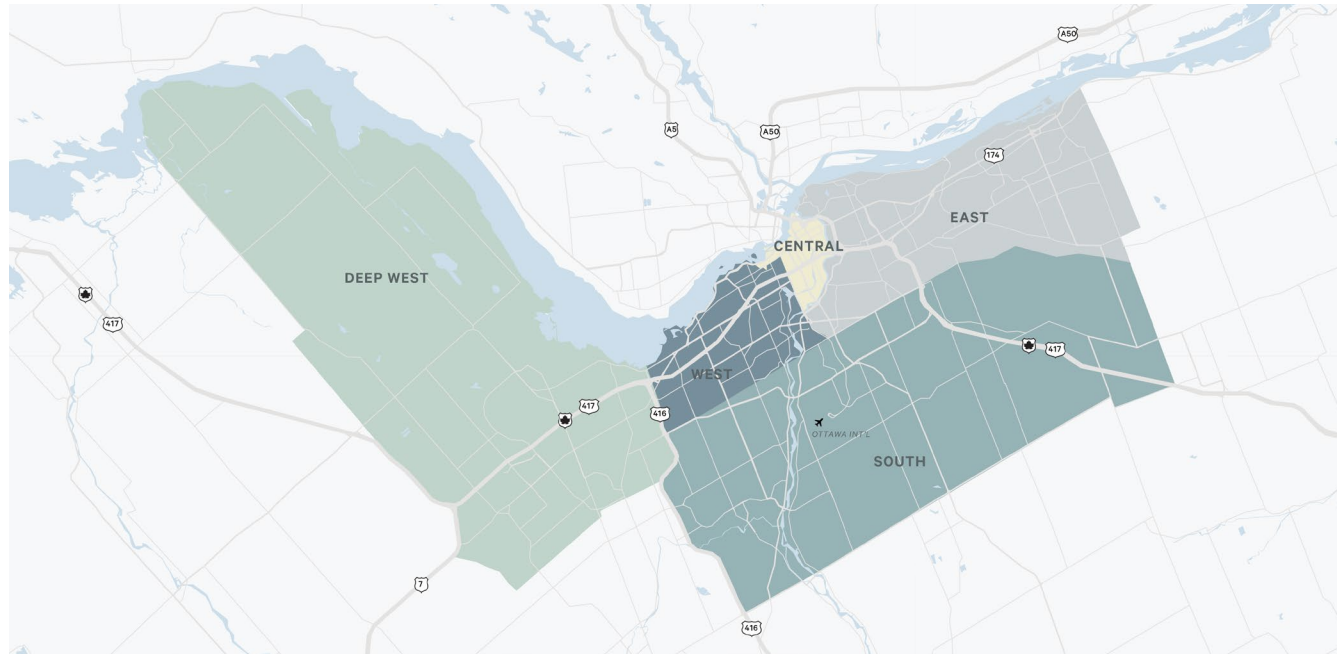 A50
A5
A50
174
EAST
CENTRAL
DEEP WEST
417
417
417
WEST
416
OTTAWA INT'L
SOUTH
7
416